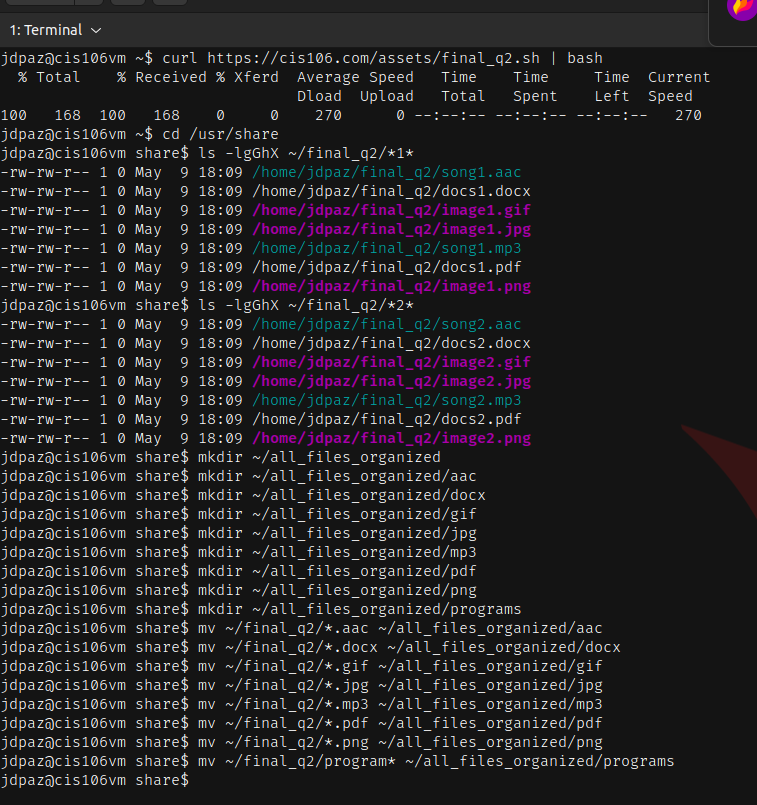 1: Terminal
jdpaz@cis106vm ~$ curl https://cis106.com/assets/final_q2.sh | bash
  % Total    % Received % Xferd  Average Speed   Time    Time     Time  Current
                                 Dload  Upload   Total   Spent    Left  Speed
100   168  100   168    0     0    270      0 --:--:-- --:--:-- --:--:--   270
jdpaz@cis106vm ~$ cd /usr/share
jdpaz@cis106vm share$ ls -lgGhX ~/final_q2/*1*
-rw-rw-r-- 1 0 May  9 18:09 /home/jdpaz/final_q2/song1.aac
-rw-rw-r-- 1 0 May  9 18:09 /home/jdpaz/final_q2/docs1.docx
-rw-rw-r-- 1 0 May  9 18:09 /home/jdpaz/final_q2/image1.gif
-rw-rw-r-- 1 0 May  9 18:09 /home/jdpaz/final_q2/image1.jpg
-rw-rw-r-- 1 0 May  9 18:09 /home/jdpaz/final_q2/song1.mp3
-rw-rw-r-- 1 0 May  9 18:09 /home/jdpaz/final_q2/docs1.pdf
-rw-rw-r-- 1 0 May  9 18:09 /home/jdpaz/final_q2/image1.png
jdpaz@cis106vm share$ ls -lgGhX ~/final_q2/*2*
-rw-rw-r-- 1 0 May  9 18:09 /home/jdpaz/final_q2/song2.aac
-rw-rw-r-- 1 0 May  9 18:09 /home/jdpaz/final_q2/docs2.docx
-rw-rw-r-- 1 0 May  9 18:09 /home/jdpaz/final_q2/image2.gif
-rw-rw-r-- 1 0 May  9 18:09 /home/jdpaz/final_q2/image2.jpg
-rw-rw-r-- 1 0 May  9 18:09 /home/jdpaz/final_q2/song2.mp3
-rw-rw-r-- 1 0 May  9 18:09 /home/jdpaz/final_q2/docs2.pdf
-rw-rw-r-- 1 0 May  9 18:09 /home/jdpaz/final_q2/image2.png
jdpaz@cis106vm share$ mkdir ~/all_files_organized
jdpaz@cis106vm share$ mkdir ~/all_files_organized/aac
jdpaz@cis106vm share$ mkdir ~/all_files_organized/docx
jdpaz@cis106vm share$ mkdir ~/all_files_organized/gif
jdpaz@cis106vm share$ mkdir ~/all_files_organized/jpg
jdpaz@cis106vm share$ mkdir ~/all_files_organized/mp3
jdpaz@cis106vm share$ mkdir ~/all_files_organized/pdf
jdpaz@cis106vm share$ mkdir ~/all_files_organized/png
jdpaz@cis106vm share$ mkdir ~/all_files_organized/programs
jdpaz@cis106vm share$ mv ~/final_q2/*.aac ~/all_files_organized/aac
jdpaz@cis106vm share$ mv ~/final_q2/*.docx ~/all_files_organized/docx
jdpaz@cis106vm share$ mv ~/final_q2/*.gif ~/all_files_organized/gif
jdpaz@cis106vm share$ mv ~/final_q2/*.jpg ~/all_files_organized/jpg
jdpaz@cis106vm share$ mv ~/final_q2/*.mp3 ~/all_files_organized/mp3
jdpaz@cis106vm share$ mv ~/final_q2/*.pdf ~/all_files_organized/pdf
jdpaz@cis106vm share$ mv ~/final_q2/*.png ~/all_files_organized/png
jdpaz@cis106vm share$ mv ~/final_q2/program* ~/all_files_organized/programs
jdpaz@cis106vm share$